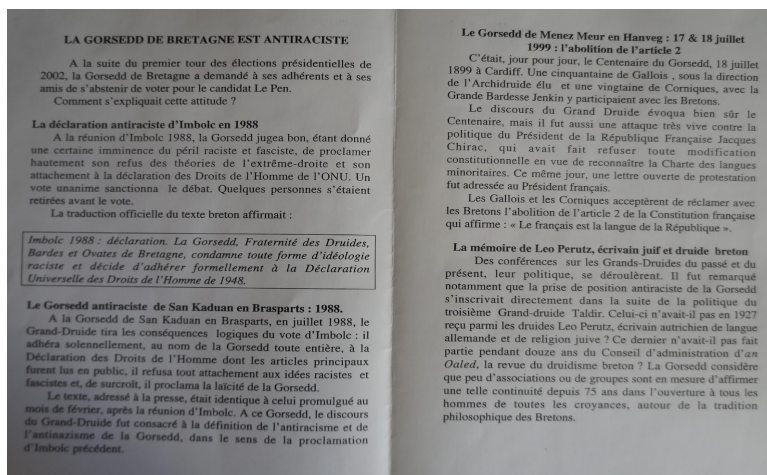 LA GORSEDD DE BRETAGNE EST ANTIRACISTE
A la suite du premier tour des élections présidentielles de
2002, la Gorsedd de Bretagne a demandé à ses adhérents et à ses
amis de s'abstenir de voter pour le candidat Le Pen.
Comment s'expliquait cette attitude ?
La déclaration antiraciste d'Imbolc en 1988
A la réunion d'Imbolc 1988, la Gorsedd jugea bon, étant donné
une certaine imminence du péril raciste et fasciste, de proclamer
hautement son refus des théories de l'extrême-droite et son
attachement à la déclaration des Droits de l'Homme de l'ONU. Un
vote unanime sanctionna le débat. Quelques personnes s'étaient
retirées avant le vote.
La traduction officielle du texte breton affirmait :
Imbolc 1988 : déclaration. La Gorsedd, Fraternité des Druides,
Bardes et Ovates de Bretagne, condamne toute forme d'idéologie
raciste et décide d'adhérer formellement à la Déclaration
Universelle des Droits de l'Homme de 1948.
Le Gorsedd antiraciste de San Kaduan en Brasparts : 1988.
A la Gorsedd de San Kaduan en Brasparts, en juillet 1988, le
Grand-Druide tira les conséquences logiques du vote d'Imbolc : il
adhéra solennellement, au nom de la Gorsedd toute entière, à la
Déclaration des Droits de l'Homme dont les articles principaux
furent lus en public, il refusa tout attachement aux idées racistes et
fascistes et, de surcroît, il proclama la laïcité de la Gorsedd.
Le texte, adressé à la presse, était identique à celui promulgué au
mois de février, après la réunion d'Imbolc. A ce Gorsedd, le discours
du Grand-Druide fut consacré à la définition de l'antiracisme et de
l'antinazisme de la Gorsedd, dans le sens de la proclamation
d'Imbolc précédent.
Le Gorsedd de Menez Meur en Hanveg : 17 & 18 juillet
1999 : l'abolition de l'article 2
C'était, jour pour jour, le Centenaire du Gorsedd, 18 juillet
1899 à Cardiff. Une cinquantaine de Gallois , sous la direction
de l'Archidruide élu et une vingtaine de Corniques, avec la
Grande Bardesse Jenkin y participaient avec les Bretons.
Le discours du Grand Druide évoqua bien sûr le
Centenaire, mais il fut aussi une attaque très vive contre la
politique du Président de la République Française Jacques
Chirac, qui avait fait refuser toute modification
constitutionnelle en vue de reconnaître la Charte des langues
minoritaires. Ce même jour, une lettre ouverte de protestation
fut adressée au Président français.
Les Gallois et les Corniques acceptèrent de réclamer avec
les Bretons l'abolition de l'article 2 de la Constitution française
qui affirme : « Le français est la langue de la République ».
La mémoire de Leo Perutz, écrivain juif et druide breton
Des conférences sur les Grands-Druides du passé et du
présent, leur politique, se déroulèrent. Il fut remarqué
notamment que la prise de position antiraciste de la Gorsedd
s'inscrivait directement dans la suite de la politique du
troisième Grand-druide Taldir. Celui-ci n'avait-il pas en 1927
reçu parmi les druides Leo Perutz, écrivain autrichien de langue
allemande et de religion juive ? Ce dernier n'avait-il pas fait
partie pendant douze ans du Conseil d'administration d'an
Oaled, la revue du druidisme breton ? La Gorsedd considère
que peu d'associations ou de groupes sont en mesure d'affirmer
une telle continuité depuis 75 ans dans l'ouverture à tous les
hommes de toutes les croyances, autour de la tradition
philosophique des Bretons.